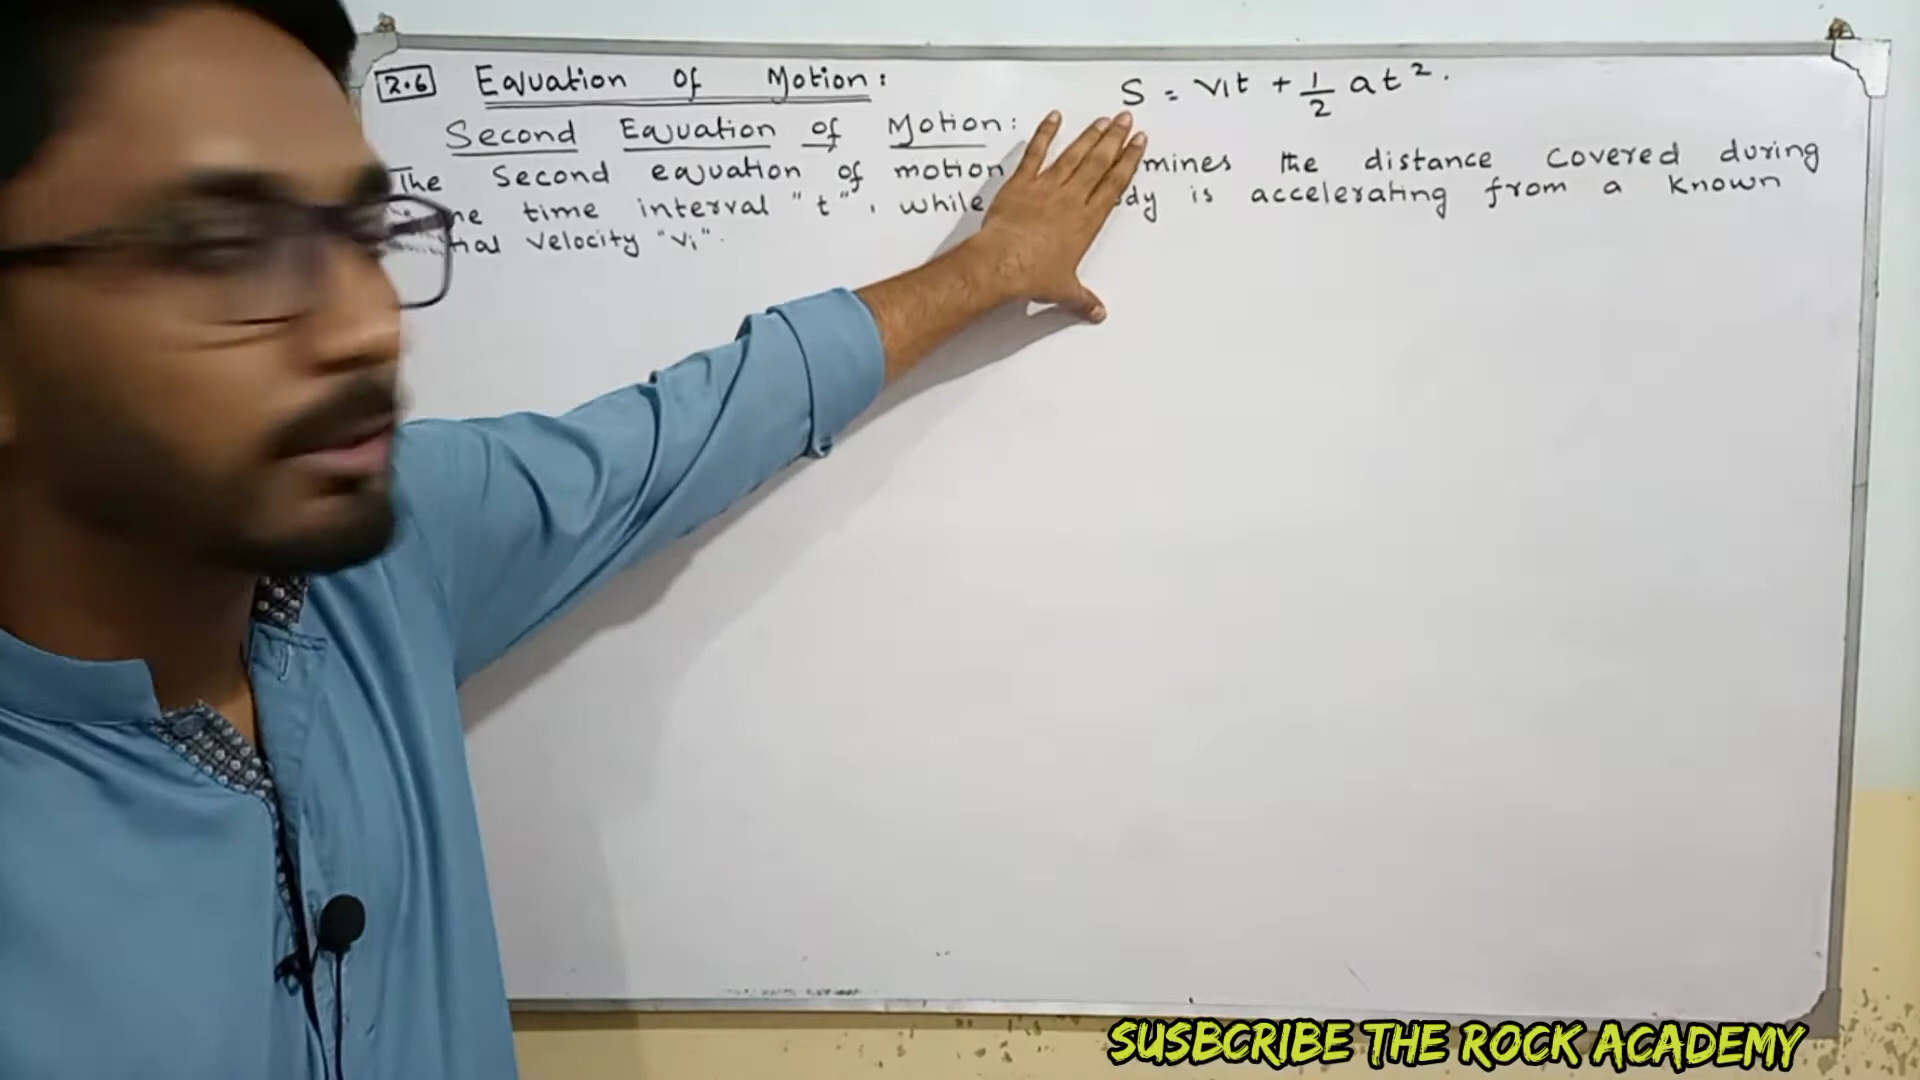 2.6 Equation of Motion:
S = vit + 1/2 at².
Second Equation of Motion:
The Second equation of motion mines the distance covered during
time interval "t", while is accelerating from a known
velocity "vi".
SUSBCRIBE THE ROCK ACADEMY